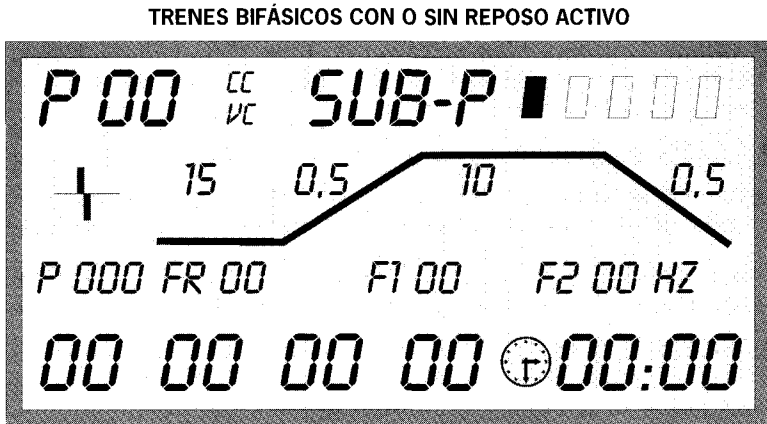 TRENES BIFÁSICOS CON O SIN REPOSO ACTIVO
P 00 CC VC SUB-P
15 0,5 10 0,5
P 000 FR 00 F1 00 F2 00 HZ
00 00 00 00 00:00